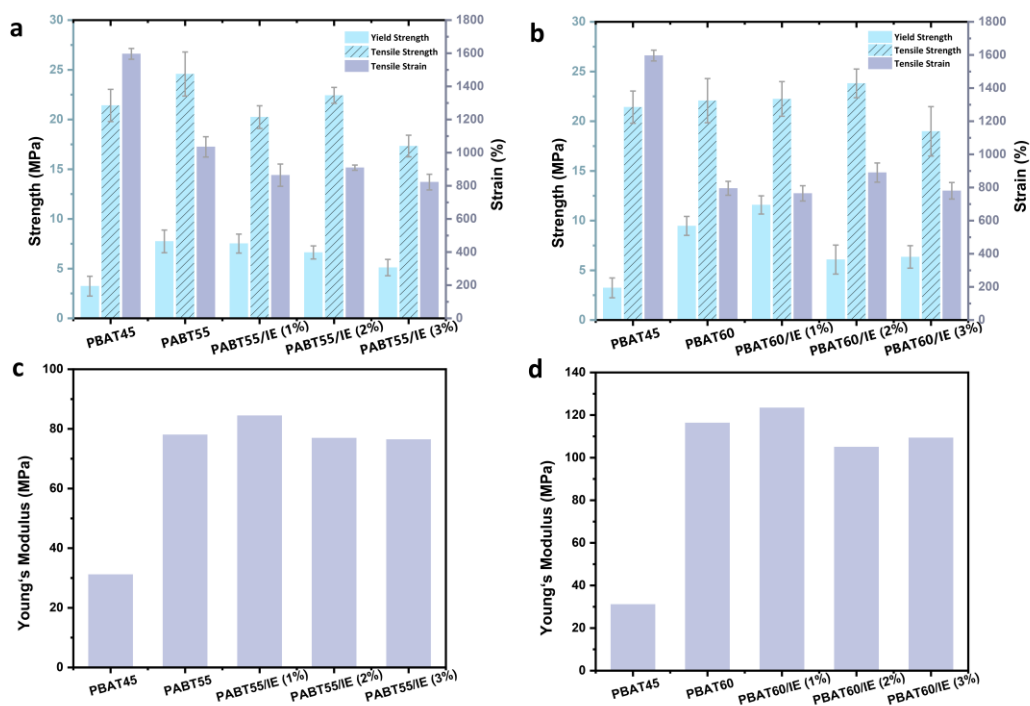 a
30
25
20
15
10
5
0
Strength (MPa)
Yield Strength
Tensile Strength
Tensile Strain
1800
1600
1400
1200
1000
800
600
400
200
0
Strain (%)
PBAT45
PABT55
PABT55/IE (1%)
PABT55/IE (2%)
PABT55/IE (3%)
b
30
25
20
15
10
5
0
Strength (MPa)
Yield Strength
Tensile Strength
Tensile Strain
1800
1600
1400
1200
1000
800
600
400
200
0
Strain (%)
PBAT45
PBAT60
PBAT60/IE (1%)
PBAT60/IE (2%)
PBAT60/IE (3%)
c
100
80
60
40
20
0
Young‘s Modulus (MPa)
PBAT45
PABT55
PABT55/IE (1%)
PABT55/IE (2%)
PABT55/IE (3%)
d
140
120
100
80
60
40
20
0
Young‘s Modulus (MPa)
PBAT45
PBAT60
PBAT60/IE (1%)
PBAT60/IE (2%)
PBAT60/IE (3%)